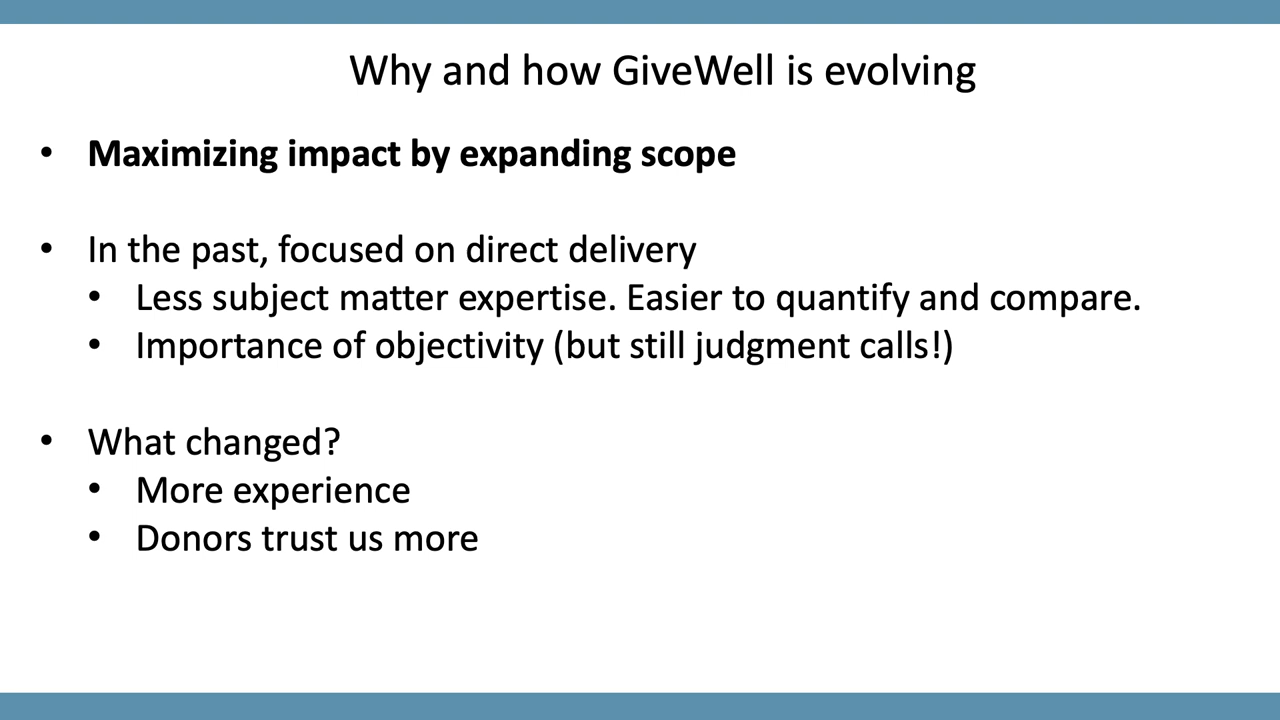 Why and how GiveWell is evolving
• Maximizing impact by expanding scope
• In the past, focused on direct delivery
• Less subject matter expertise. Easier to quantify and compare.
• Importance of objectivity (but still judgment calls!)
• What changed?
• More experience
• Donors trust us more